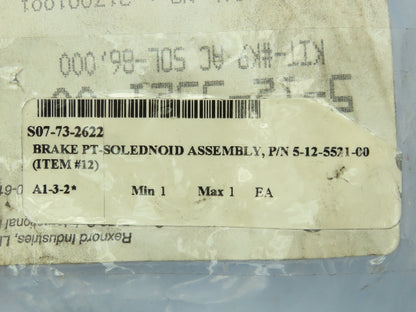 S07-73-2622
BRAKE PT-SOLEDNOID ASSEMBLY, P/N 5-12-5521-00
(ITEM #12)
A1-3-2* Min 1 Max 1 EA
KIT-#K9 AC SOL-86,000
Rexnord Industries, LL